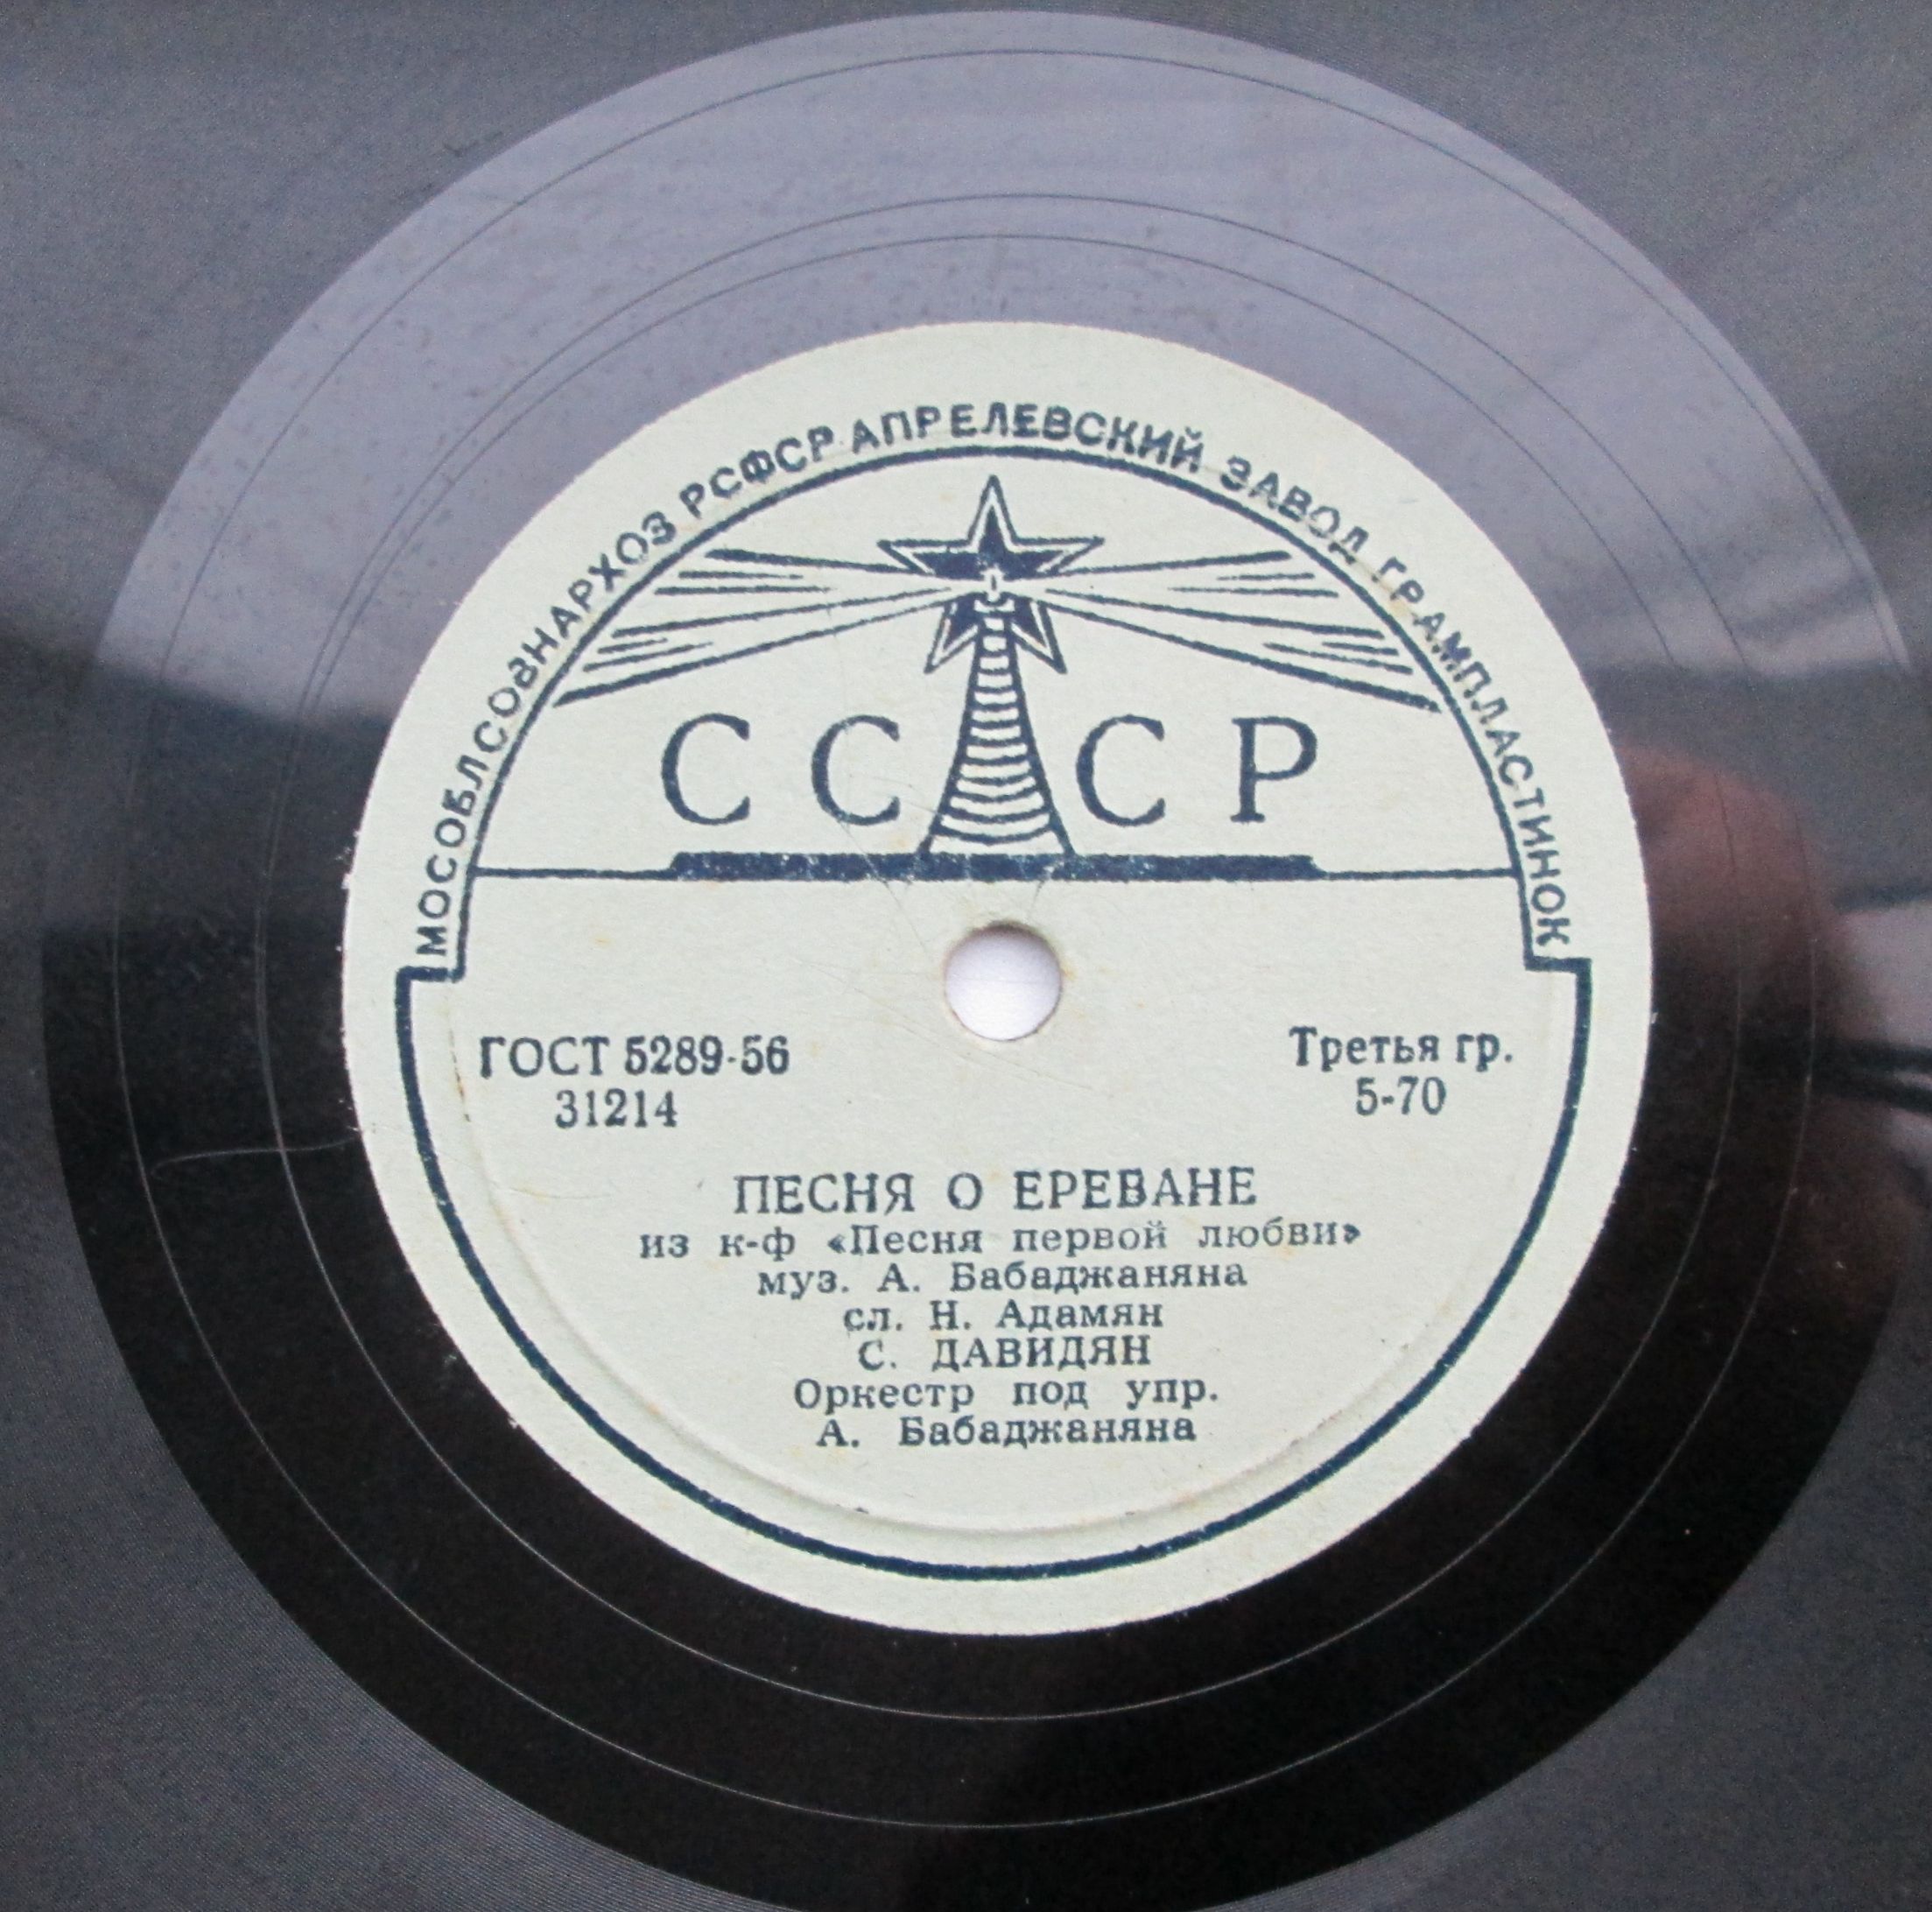 МОСОБЛСОВНАРХОЗ РСФСР АПРЕЛЕВСКИЙ ЗАВОД ГРАМПЛАСТИНОК
СССР
ГОСТ 5289-56
31214
Третья гр.
5-70
ПЕСНЯ О ЕРЕВАНЕ
из к-ф «Песня первой любви»
муз. А. Бабаджаняна
сл. Н. Адамян
С. ДАВИДЯН
Оркестр под упр.
А. Бабаджаняна